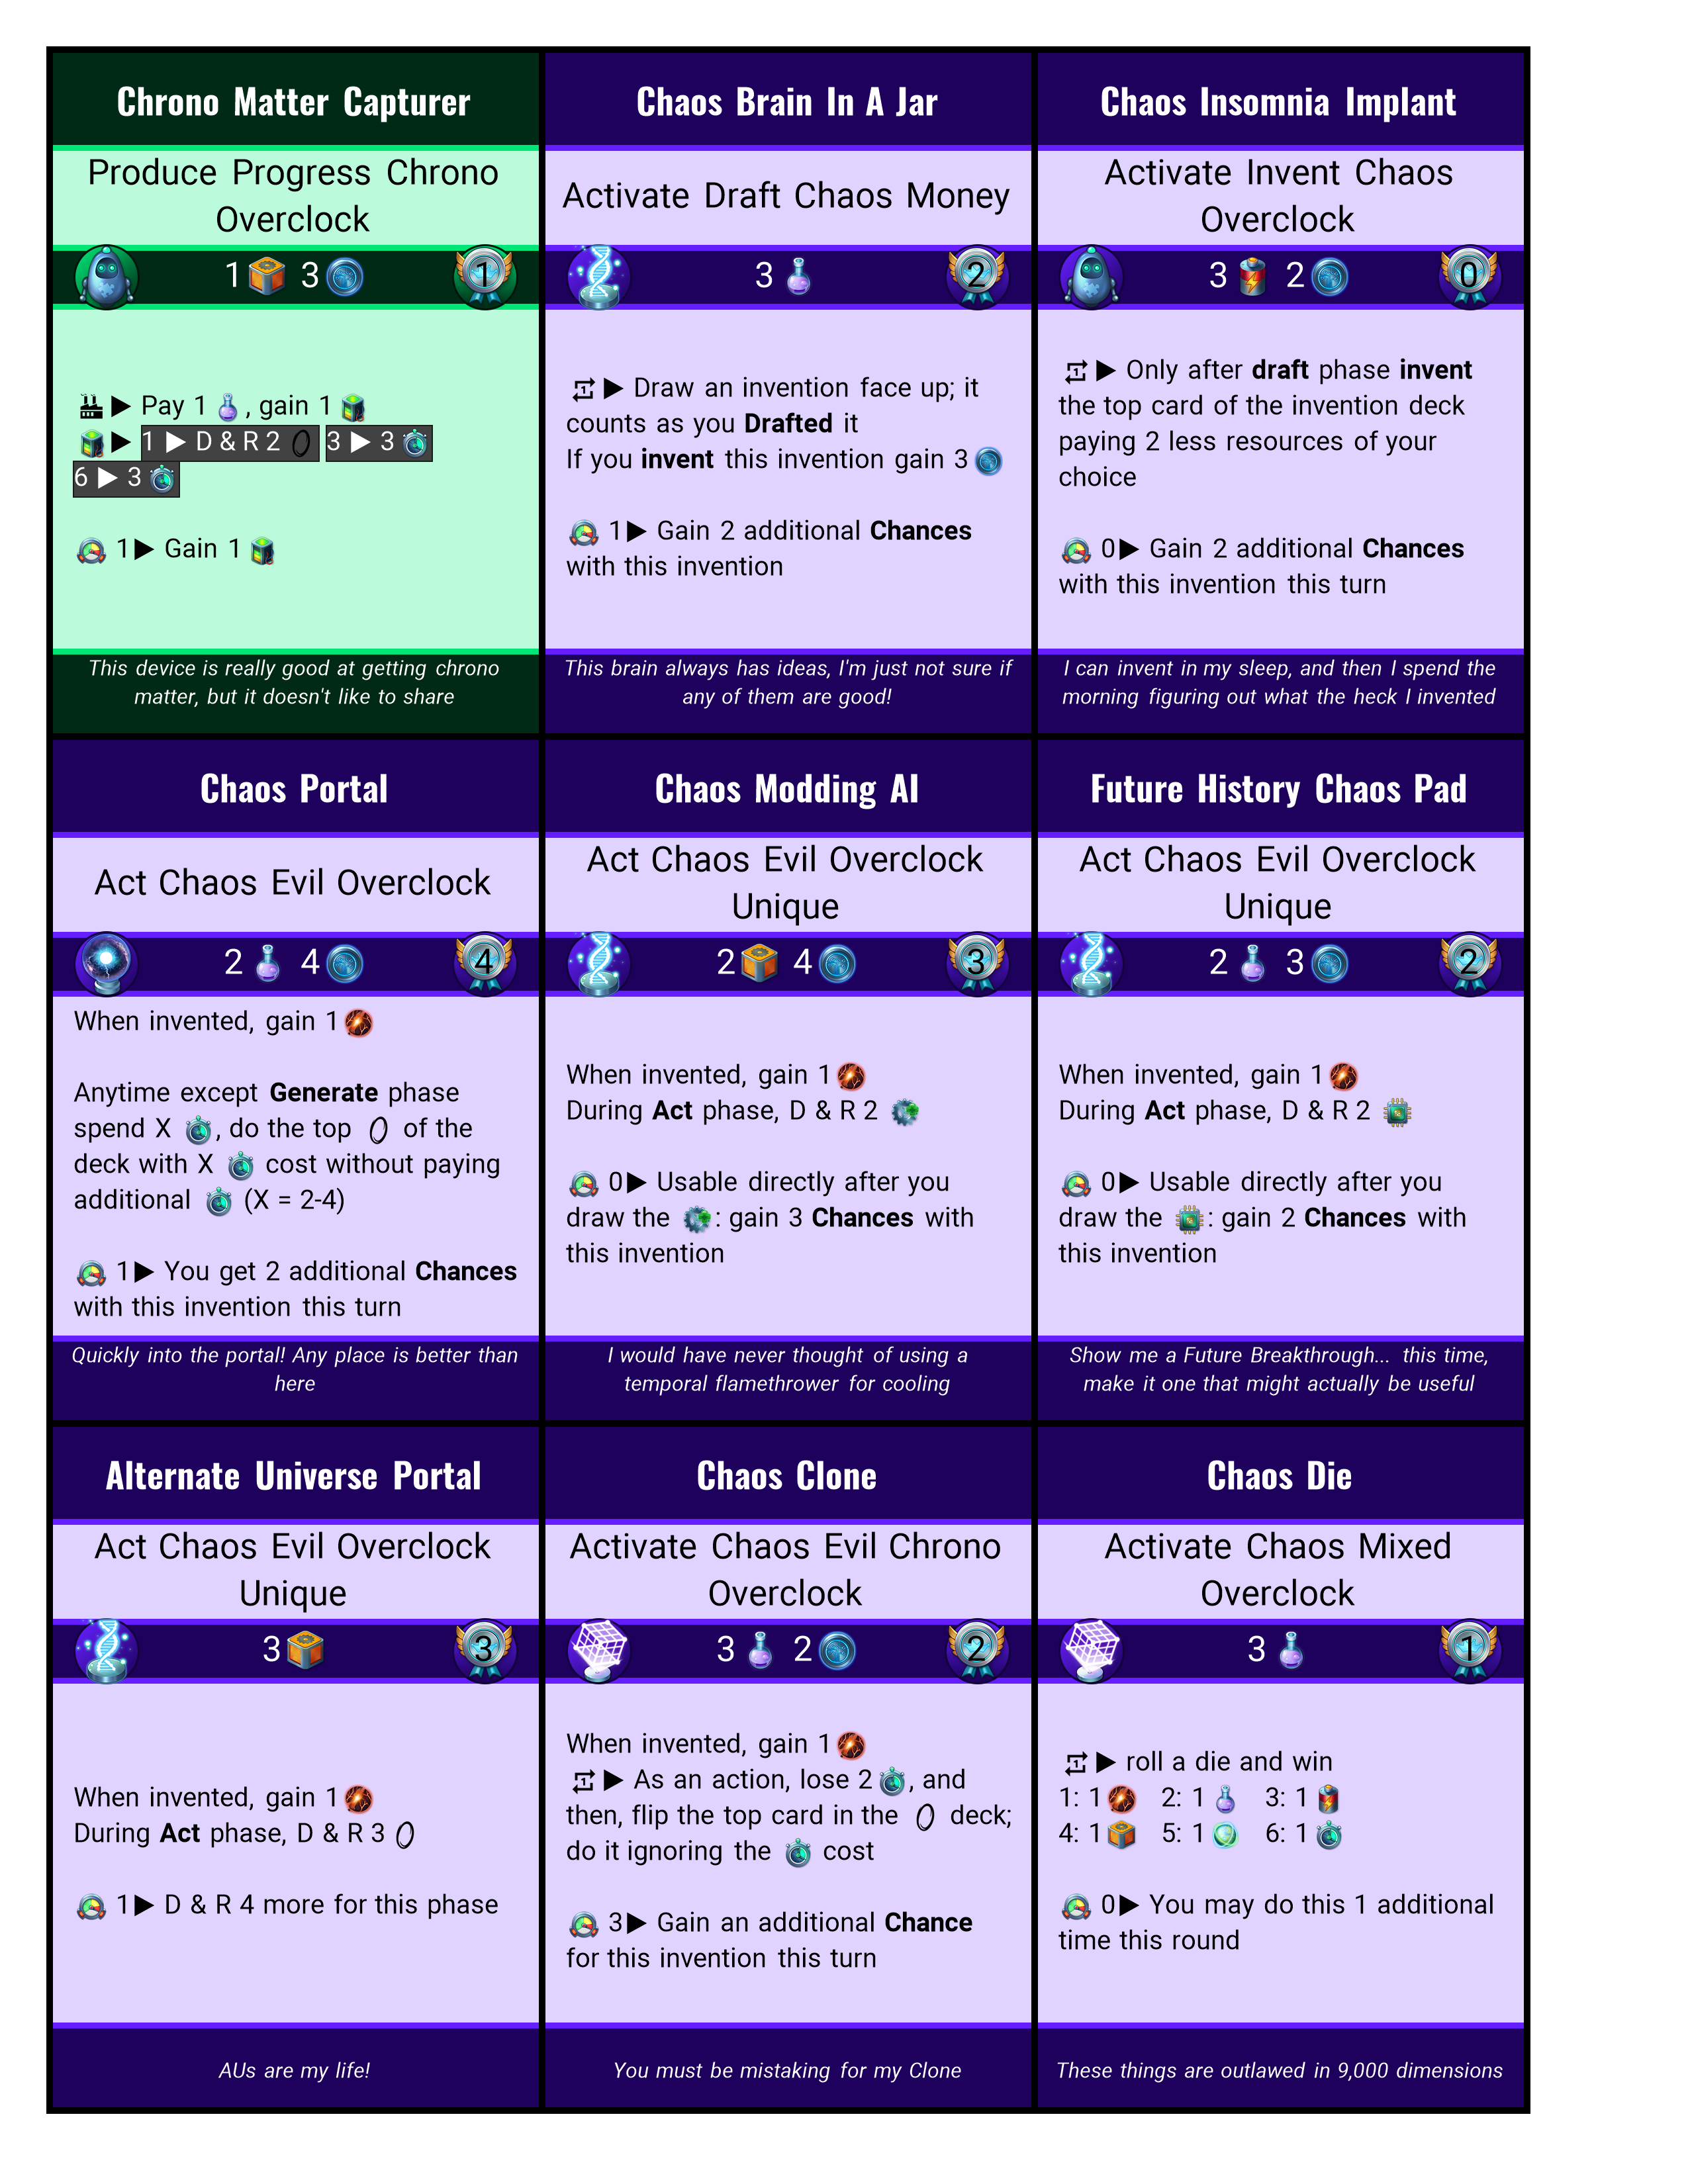 Chrono Matter Capturer
Produce Progress Chrono
Overclock
1 3 1
▶ Pay 1 , gain 1
▶ 1 ▶ D & R 2 3 ▶ 3
6 ▶ 3
1▶ Gain 1
This device is really good at getting chrono
matter, but it doesn't like to share
Chaos Brain In A Jar
Activate Draft Chaos Money
3 2
1 ▶ Draw an invention face up; it
counts as you Drafted it
If you invent this invention gain 3
1▶ Gain 2 additional Chances
with this invention
This brain always has ideas, I'm just not sure if
any of them are good!
Chaos Insomnia Implant
Activate Invent Chaos
Overclock
3 2 0
1 ▶ Only after draft phase invent
the top card of the invention deck
paying 2 less resources of your
choice
0▶ Gain 2 additional Chances
with this invention this turn
I can invent in my sleep, and then I spend the
morning figuring out what the heck I invented
Chaos Portal
Act Chaos Evil Overclock
2 4 4
When invented, gain 1
Anytime except Generate phase
spend X , do the top of the
deck with X cost without paying
additional (X = 2-4)
1▶ You get 2 additional Chances
with this invention this turn
Quickly into the portal! Any place is better than
here
Chaos Modding AI
Act Chaos Evil Overclock
Unique
2 4 3
When invented, gain 1
During Act phase, D & R 2
0▶ Usable directly after you
draw the : gain 3 Chances with
this invention
I would have never thought of using a
temporal flamethrower for cooling
Future History Chaos Pad
Act Chaos Evil Overclock
Unique
2 3 2
When invented, gain 1
During Act phase, D & R 2
0▶ Usable directly after you
draw the : gain 2 Chances with
this invention
Show me a Future Breakthrough... this time,
make it one that might actually be useful
Alternate Universe Portal
Act Chaos Evil Overclock
Unique
3 3
When invented, gain 1
During Act phase, D & R 3
1▶ D & R 4 more for this phase
AUs are my life!
Chaos Clone
Activate Chaos Evil Chrono
Overclock
3 2 2
When invented, gain 1
1 ▶ As an action, lose 2 , and
then, flip the top card in the deck;
do it ignoring the cost
3▶ Gain an additional Chance
for this invention this turn
You must be mistaking for my Clone
Chaos Die
Activate Chaos Mixed
Overclock
3 1
1 ▶ roll a die and win
1: 1 2: 1 3: 1
4: 1 5: 1 6: 1
0▶ You may do this 1 additional
time this round
These things are outlawed in 9,000 dimensions